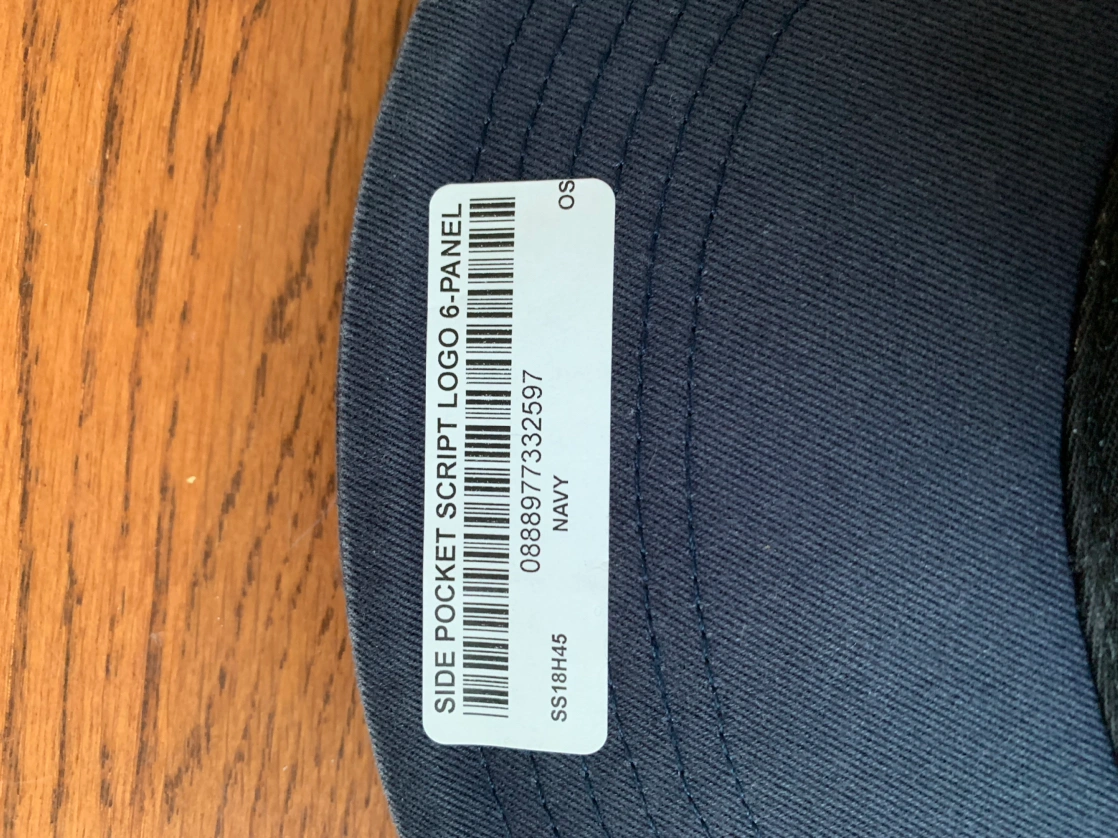 SIDE POCKET SCRIPT LOGO 6-PANEL
0888977332597
NAVY
SS18H45 OS